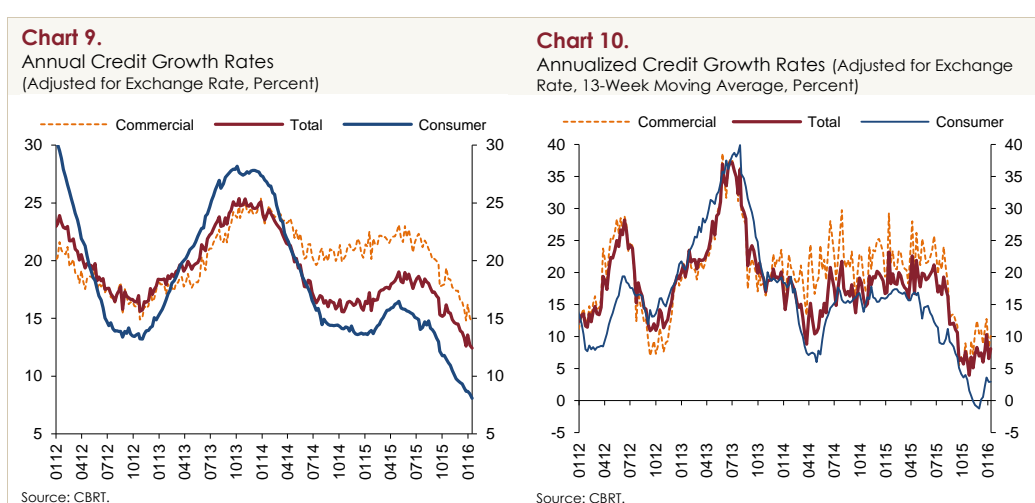 Chart 9.
Annual Credit Growth Rates
(Adjusted for Exchange Rate, Percent)
Commercial Total Consumer
30 30
25 25
20 20
15 15
10 10
5 5
0112 0412 0712 1012 0113 0413 0713 1013 0114 0414 0714 1014 0115 0415 0715 1015 0116
Source: CBRT.
Chart 10.
Annualized Credit Growth Rates (Adjusted for Exchange
Rate, 13-Week Moving Average, Percent)
Commercial Total Consumer
40 40
35 35
30 30
25 25
20 20
15 15
10 10
5 5
0 0
-5 -5
0112 0412 0712 1012 0113 0413 0713 1013 0114 0414 0714 1014 0115 0415 0715 1015 0116
Source: CBRT.